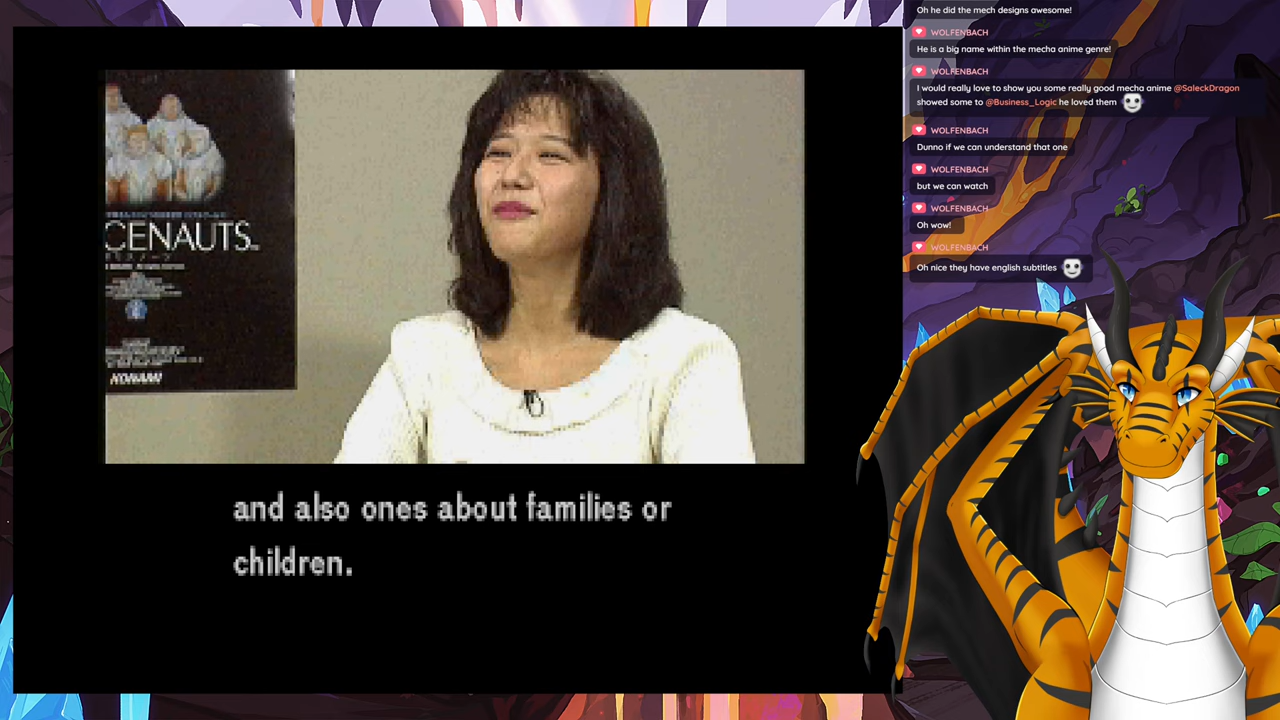 CENAUTS
KONAMI
and also ones about families or
children.
Oh he did the mech designs awesome!
WOLFENBACH
He is a big name within the mecha anime genre!
WOLFENBACH
I would really love to show you some really good mecha anime @SaleckDragon
showed some to @Business_Logic he loved them
WOLFENBACH
Dunno if we can understand that one
WOLFENBACH
but we can watch
WOLFENBACH
Oh wow!
WOLFENBACH
Oh nice they have english subtitles